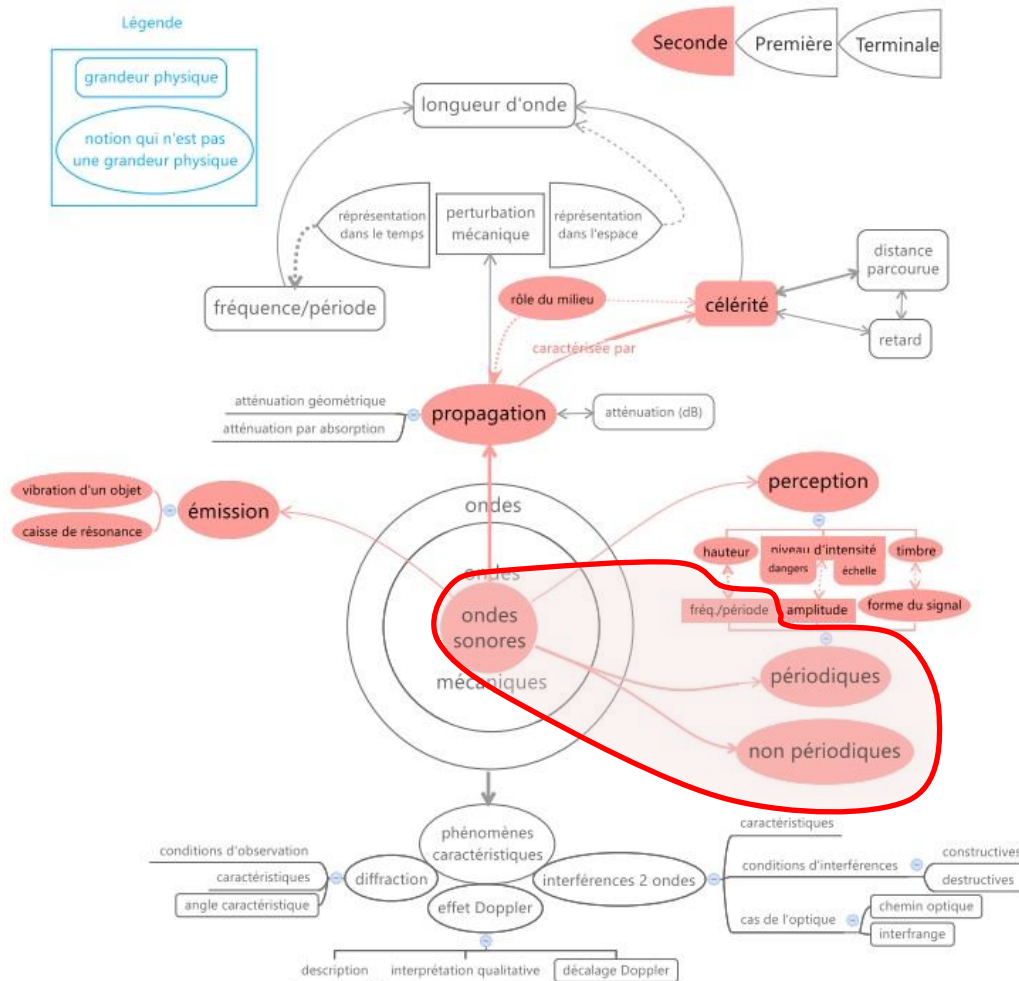 Légende
grandeur physique
notion qui n'est pas
une grandeur physique
Seconde
Première
Terminale
longueur d'onde
réprésentation
dans le temps
perturbation
mécanique
réprésentation
dans l'espace
distance
parcourue
rôle du milieu
célérité
fréquence/période
retard
caractérisée par
atténuation géométrique
atténuation par absorption
propagation
atténuation (dB)
vibration d'un objet
caisse de résonance
émission
ondes
perception
hauteur
niveau d'intensité
dangers
échelle
timbre
ondes
fréq./période
amplitude
forme du signal
ondes
sonores
mécaniques
périodiques
non périodiques
phénomènes
caractéristiques
conditions d'observation
caractéristiques
angle caractéristique
diffraction
effet Doppler
interférences 2 ondes
caractéristiques
conditions d'interférences
constructives
destructives
cas de l'optique
chemin optique
interfrange
description
interprétation qualitative
décalage Doppler